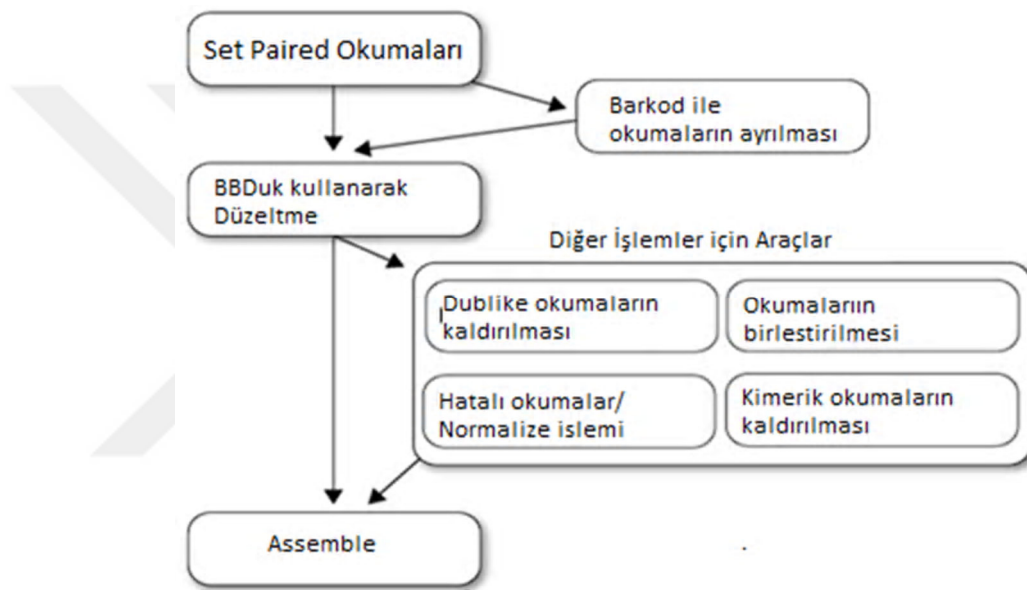 Set Paired Okumaları
Barkod ile
okumaların ayrılması
BBDuk kullanarak
Düzeltme
Diğer İşlemler için Araçlar
Dublike okumaların
kaldırılması
Okumalarıın
birlestirilmesi
Hatalı okumalar/
Normalize islemi
Kimerik okumaların
kaldırılması
Assemble